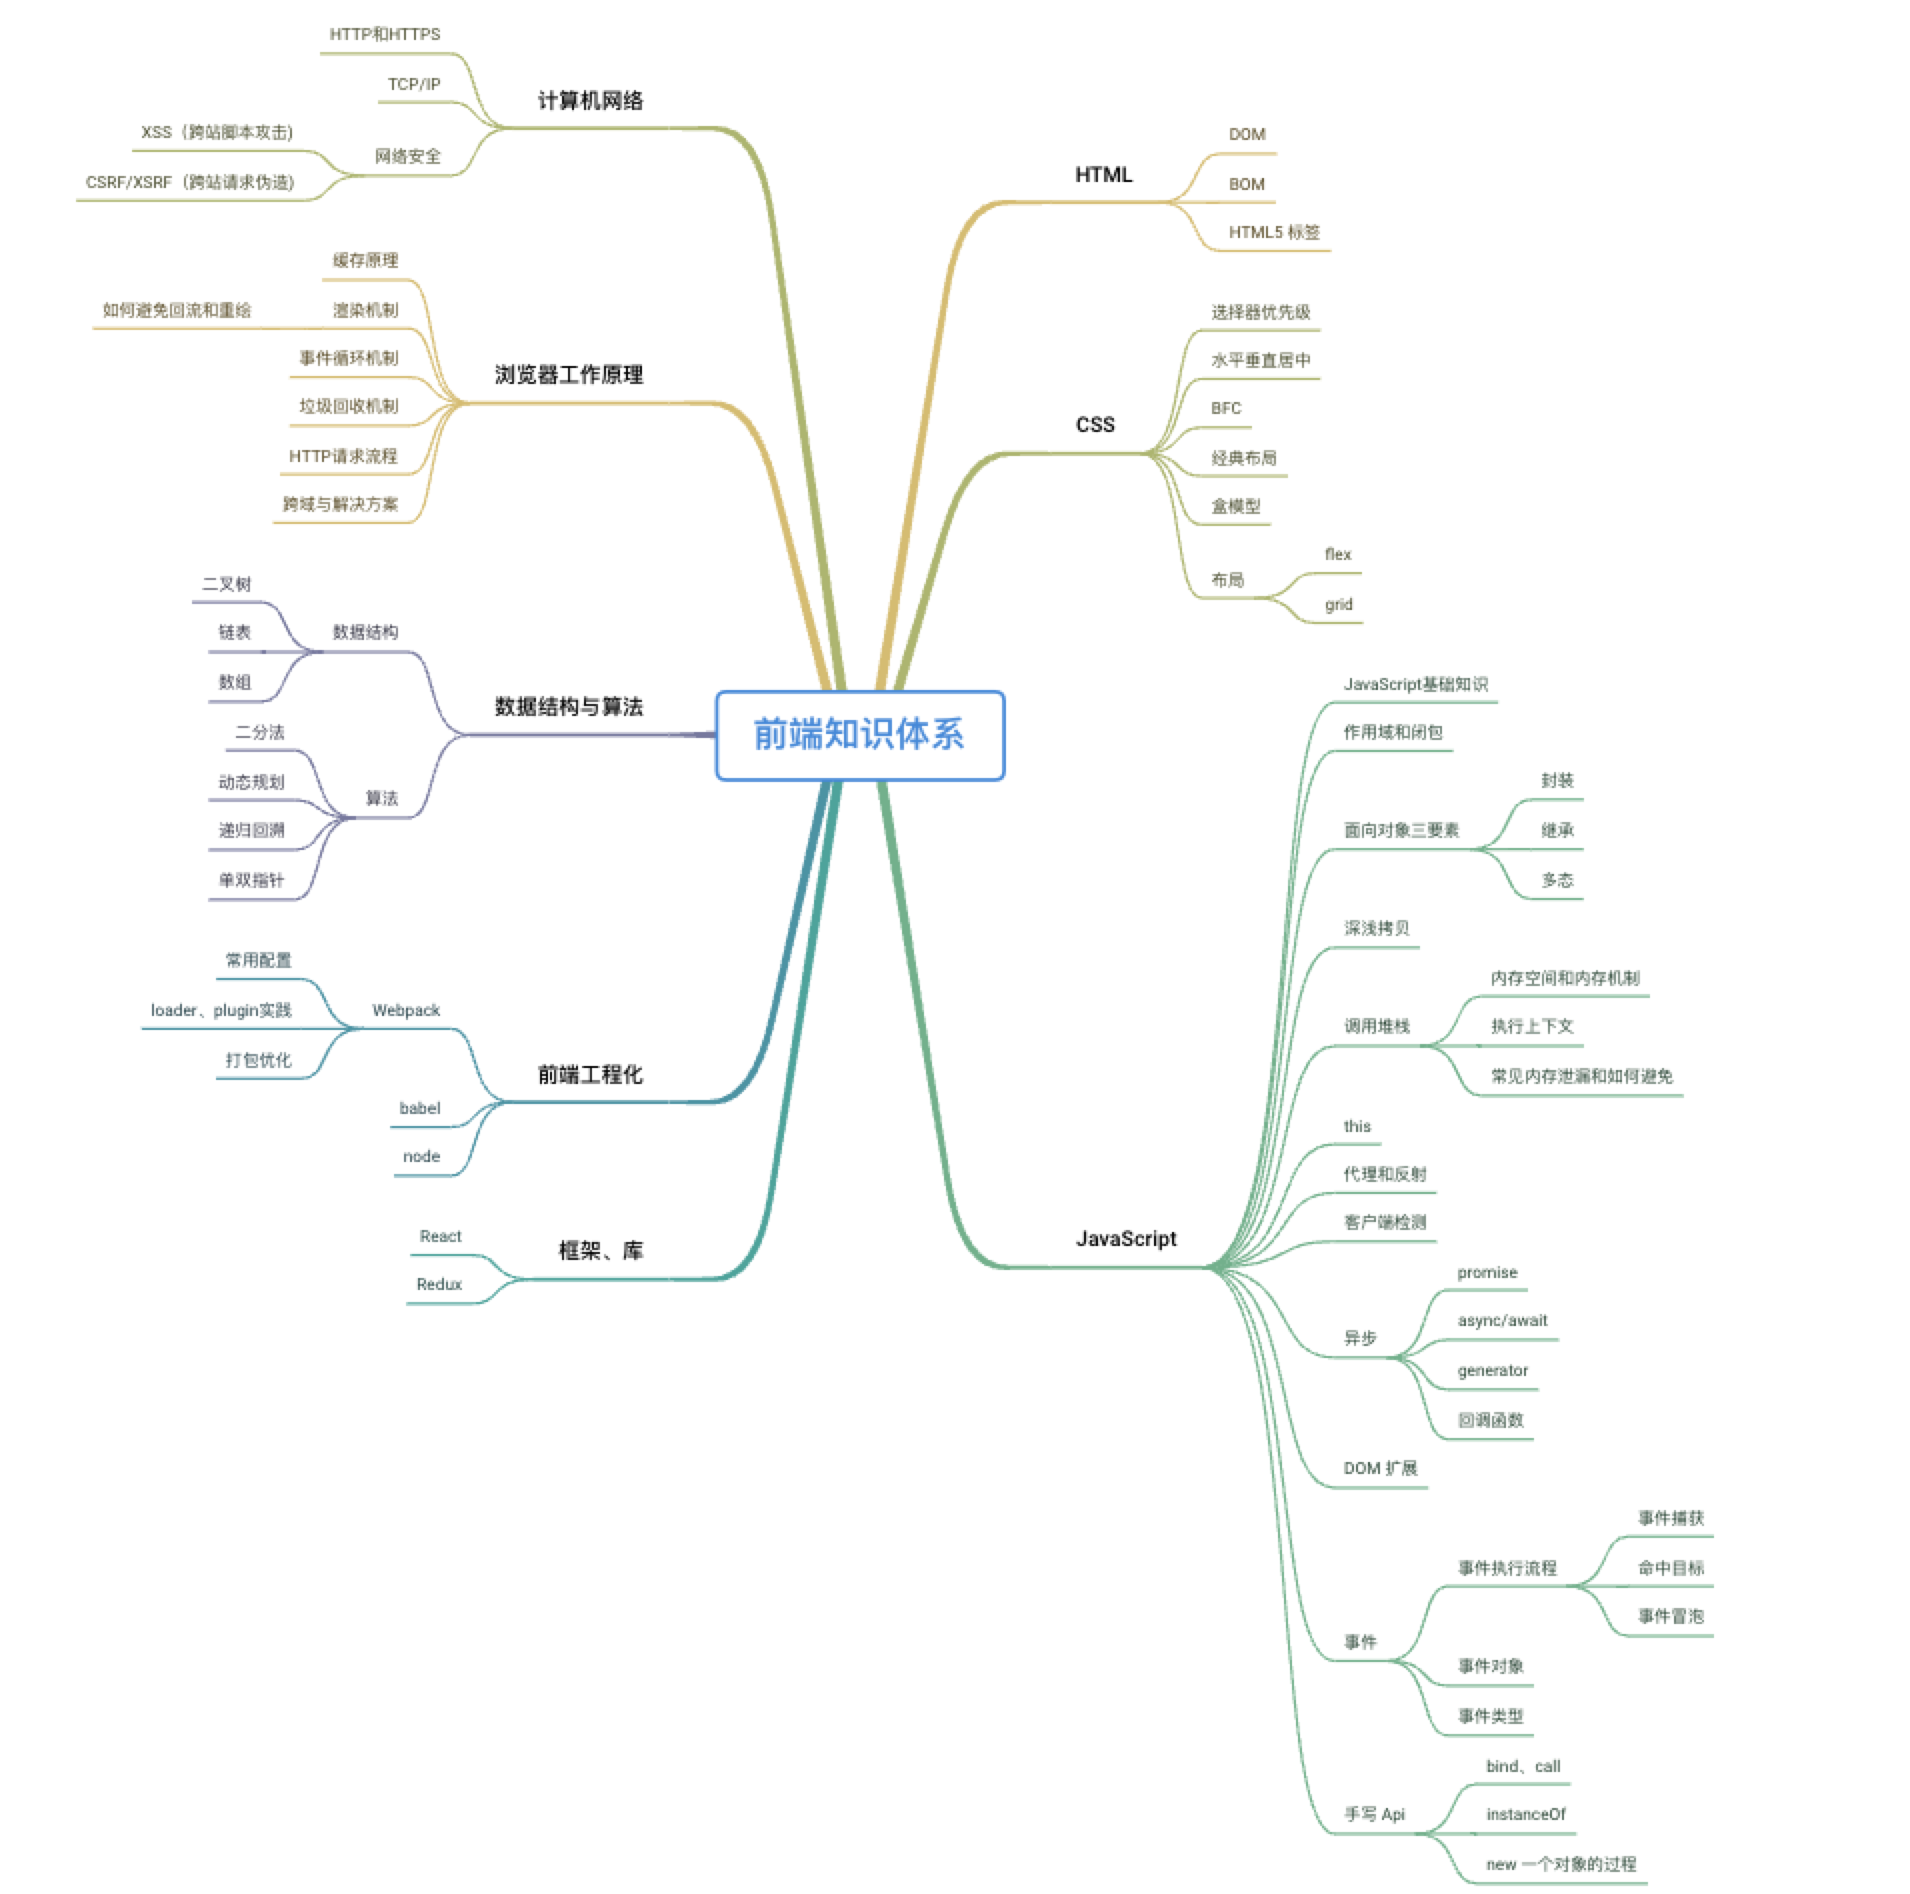 前端知识体系
计算机网络
HTTP和HTTPS
TCP/IP
网络安全
XSS（跨站脚本攻击)
CSRF/XSRF（跨站请求伪造)
浏览器工作原理
缓存原理
渲染机制
如何避免回流和重绘
事件循环机制
垃圾回收机制
HTTP请求流程
跨域与解决方案
数据结构与算法
数据结构
二叉树
链表
数组
算法
二分法
动态规划
递归回溯
单双指针
前端工程化
Webpack
常用配置
loader、plugin实践
打包优化
babel
node
框架、库
React
Redux
HTML
DOM
BOM
HTML5 标签
CSS
选择器优先级
水平垂直居中
BFC
经典布局
盒模型
布局
flex
grid
JavaScript
JavaScript基础知识
作用域和闭包
面向对象三要素
封装
继承
多态
深浅拷贝
调用堆栈
内存空间和内存机制
执行上下文
常见内存泄漏和如何避免
this
代理和反射
客户端检测
异步
promise
async/await
generator
回调函数
DOM 扩展
事件
事件执行流程
事件捕获
命中目标
事件冒泡
事件对象
事件类型
手写 Api
bind、call
instanceOf
new 一个对象的过程